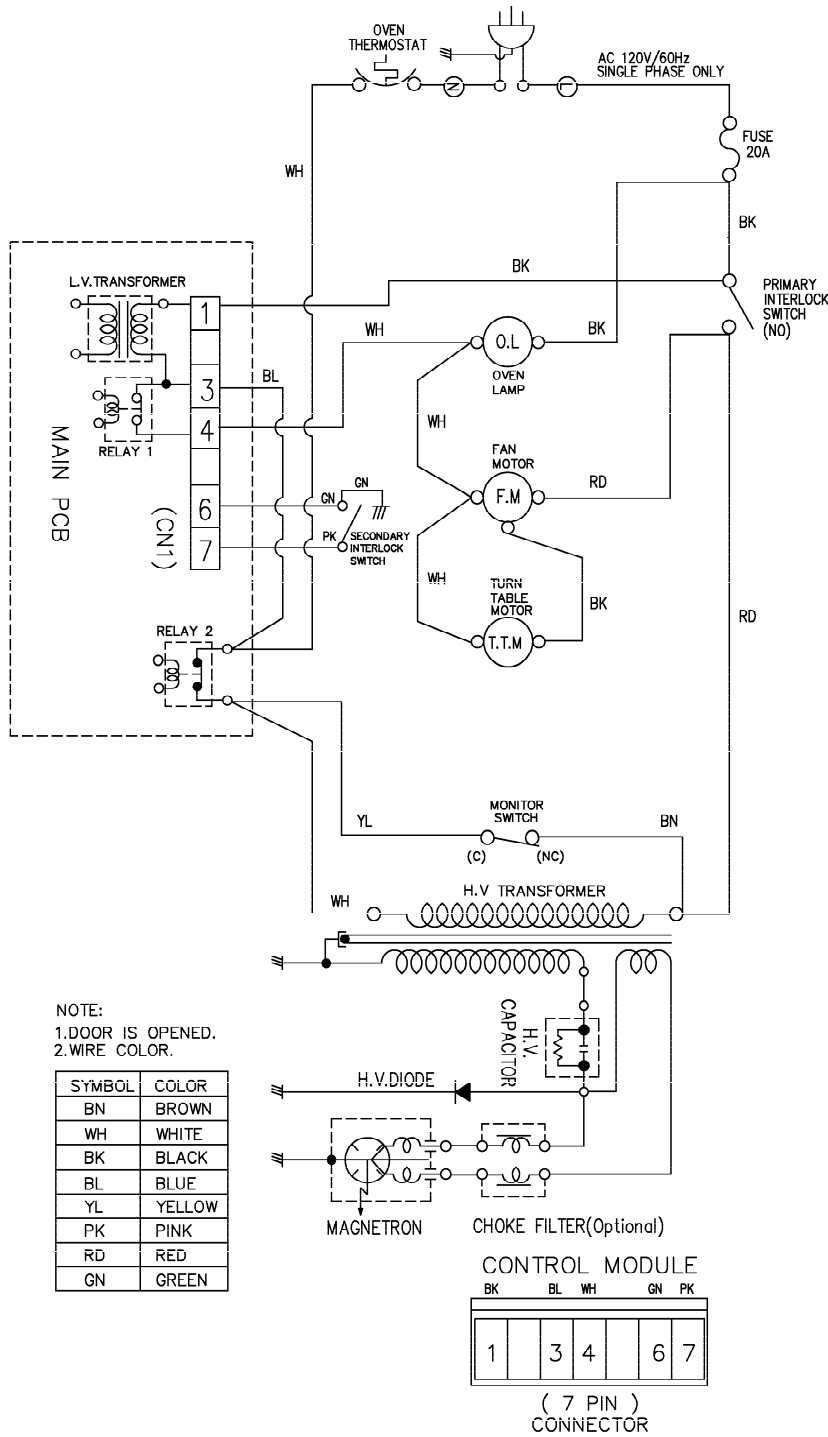 OVEN
THERMOSTAT
AC 120V/60Hz
SINGLE PHASE ONLY
N
L
FUSE
20A
WH
BK
L.V.TRANSFORMER
BK
PRIMARY
INTERLOCK
SWITCH
(NO)
1
WH
O.L
BK
OVEN
LAMP
3
BL
4
RELAY 1
WH
FAN
MOTOR
F.M
RD
MAIN PCB
(CN1)
6
GN
GN
7
PK
SECONDARY
INTERLOCK
SWITCH
WH
TURN
TABLE
MOTOR
T.T.M
BK
RD
RELAY 2
YL
MONITOR
SWITCH
(C)
(NC)
BN
H.V TRANSFORMER
WH
H.V.
CAPACITOR
H.V.DIODE
MAGNETRON
CHOKE FILTER(Optional)
NOTE:
1.DOOR IS OPENED.
2.WIRE COLOR.
SYMBOL COLOR
BN BROWN
WH WHITE
BK BLACK
BL BLUE
YL YELLOW
PK PINK
RD RED
GN GREEN
CONTROL MODULE
BK BL WH GN PK
1 3 4 6 7
( 7 PIN )
CONNECTOR